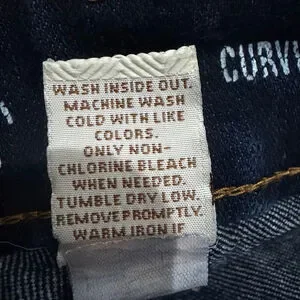 WASH INSIDE OUT.
MACHINE WASH
COLD WITH LIKE
COLORS.
ONLY NON-
CHLORINE BLEACH
WHEN NEEDED.
TUMBLE DRY LOW.
REMOVE PROMPTLY.
WARM IRON IF
CURV